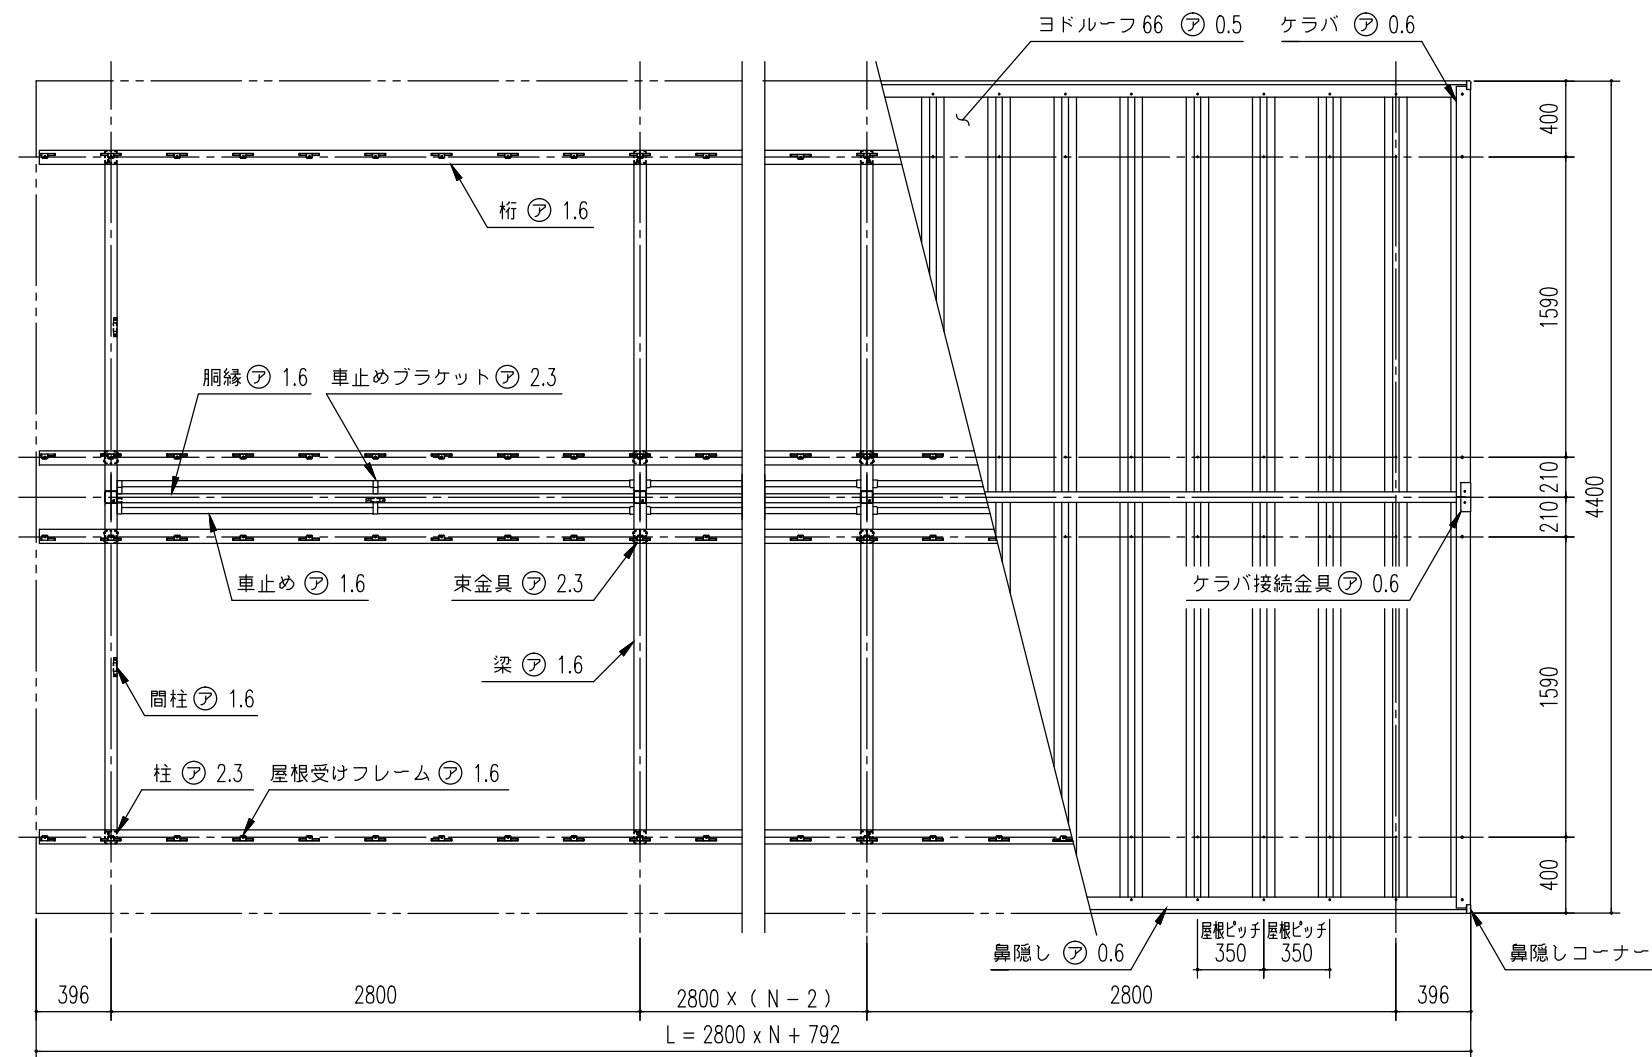 ヨドルーフ66 ㋐ 0.5
ケラバ ㋐ 0.6
400
桁 ㋐ 1.6
1590
胴縁 ㋐ 1.6
車止めブラケット ㋐ 2.3
210
4400
210
車止め ㋐ 1.6
束金具 ㋐ 2.3
ケラバ接続金具 ㋐ 0.6
梁 ㋐ 1.6
間柱 ㋐ 1.6
1590
柱 ㋐ 2.3
屋根受けフレーム ㋐ 1.6
400
屋根ピッチ
350
屋根ピッチ
350
鼻隠し ㋐ 0.6
鼻隠しコーナー
396
2800
2800 x ( N − 2 )
2800
396
L = 2800 x N + 792